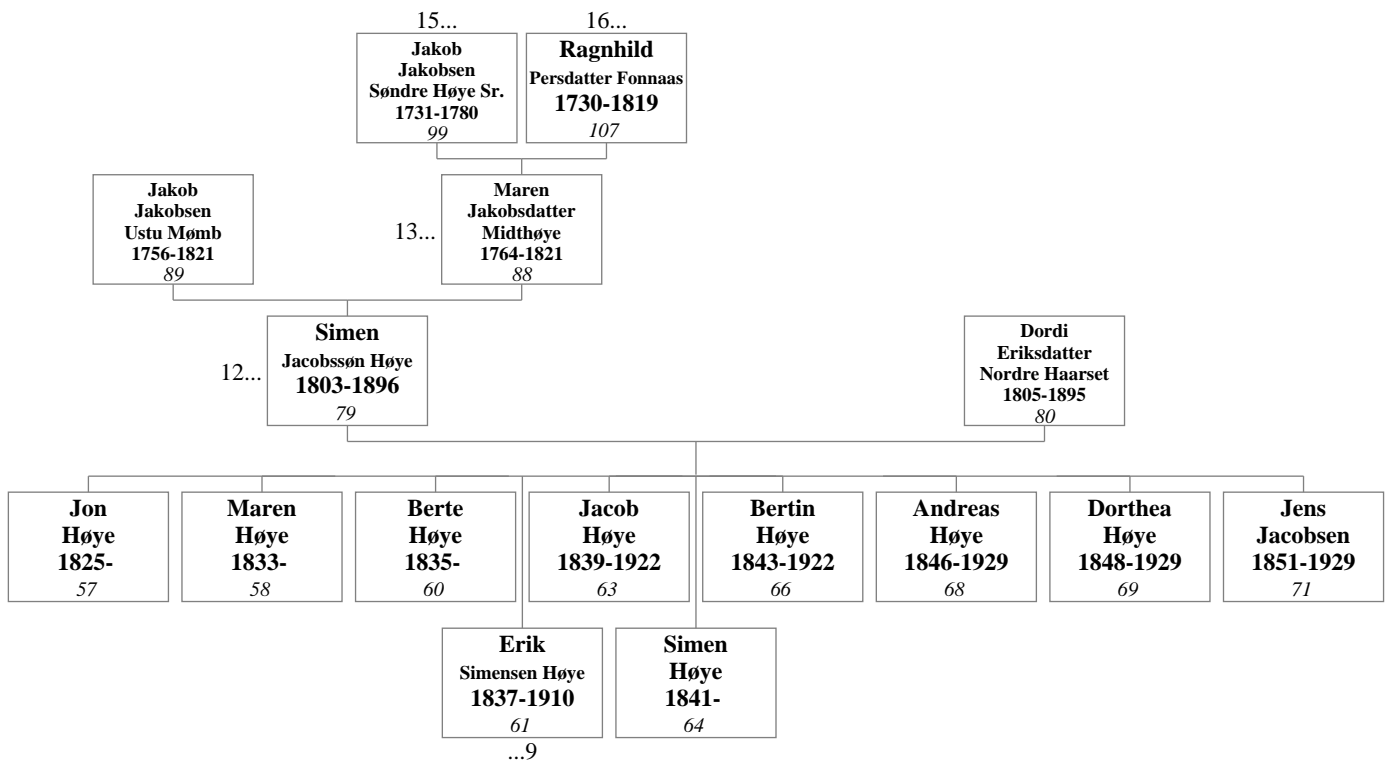 15...
Jakob
Jakobsen
Søndre Høye Sr.
1731-1780
99
16...
Ragnhild
Persdatter Fonnaas
1730-1819
107
Jakob
Jakobsen
Ustu Mømb
1756-1821
89
13...
Maren
Jakobsdatter
Midthøye
1764-1821
88
12...
Simen
Jacobssøn Høye
1803-1896
79
Dordi
Eriksdatter
Nordre Haarset
1805-1895
80
Jon
Høye
1825-
57
Maren
Høye
1833-
58
Berte
Høye
1835-
60
Jacob
Høye
1839-1922
63
Bertin
Høye
1843-1922
66
Andreas
Høye
1846-1929
68
Dorthea
Høye
1848-1929
69
Jens
Jacobsen
1851-1929
71
Erik
Simensen Høye
1837-1910
61
...9
Simen
Høye
1841-
64